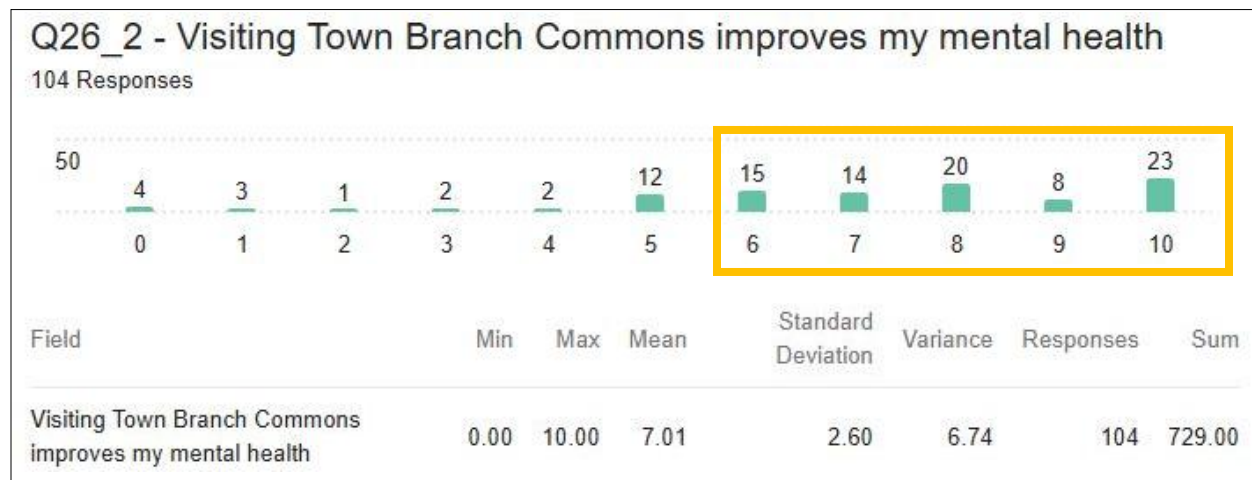 Q26_2 - Visiting Town Branch Commons improves my mental health
104 Responses
50
4 3 1 2 2 12 15 14 20 8 23
0 1 2 3 4 5 6 7 8 9 10
Field Min Max Mean Standard Deviation Variance Responses Sum
Visiting Town Branch Commons
improves my mental health 0.00 10.00 7.01 2.60 6.74 104 729.00